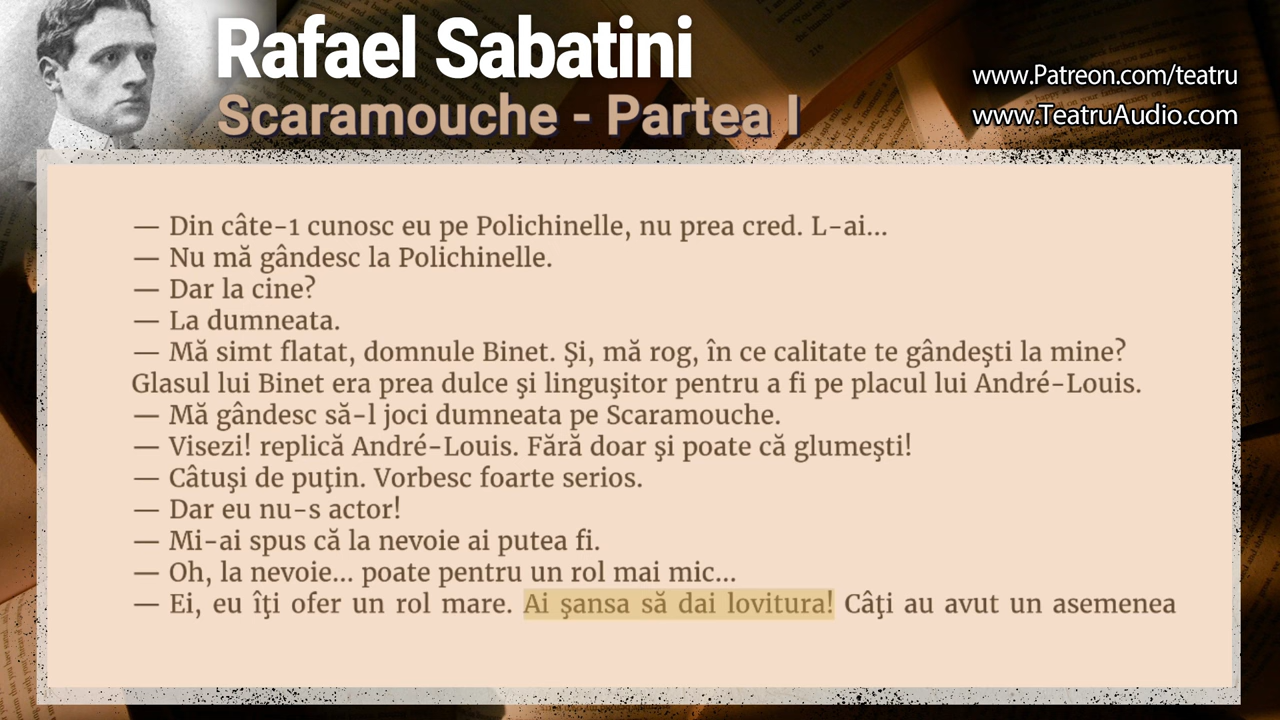 Rafael Sabatini
Scaramouche - Partea I
www.Patreon.com/teatru
www.TeatruAudio.com
— Din câte-1 cunosc eu pe Polichinelle, nu prea cred. L-ai...
— Nu mă gândesc la Polichinelle.
— Dar la cine?
— La dumneata.
— Mă simt flatat, domnule Binet. Şi, mă rog, în ce calitate te gândeşti la mine?
Glasul lui Binet era prea dulce şi linguşitor pentru a fi pe placul lui André-Louis.
— Mă gândesc să-l joci dumneata pe Scaramouche.
— Visezi! replică André-Louis. Fără doar şi poate că glumeşti!
— Câtuşi de puţin. Vorbesc foarte serios.
— Dar eu nu-s actor!
— Mi-ai spus că la nevoie ai putea fi.
— Oh, la nevoie... poate pentru un rol mai mic...
— Ei, eu îţi ofer un rol mare. Ai şansa să dai lovitura! Câţi au avut un asemenea